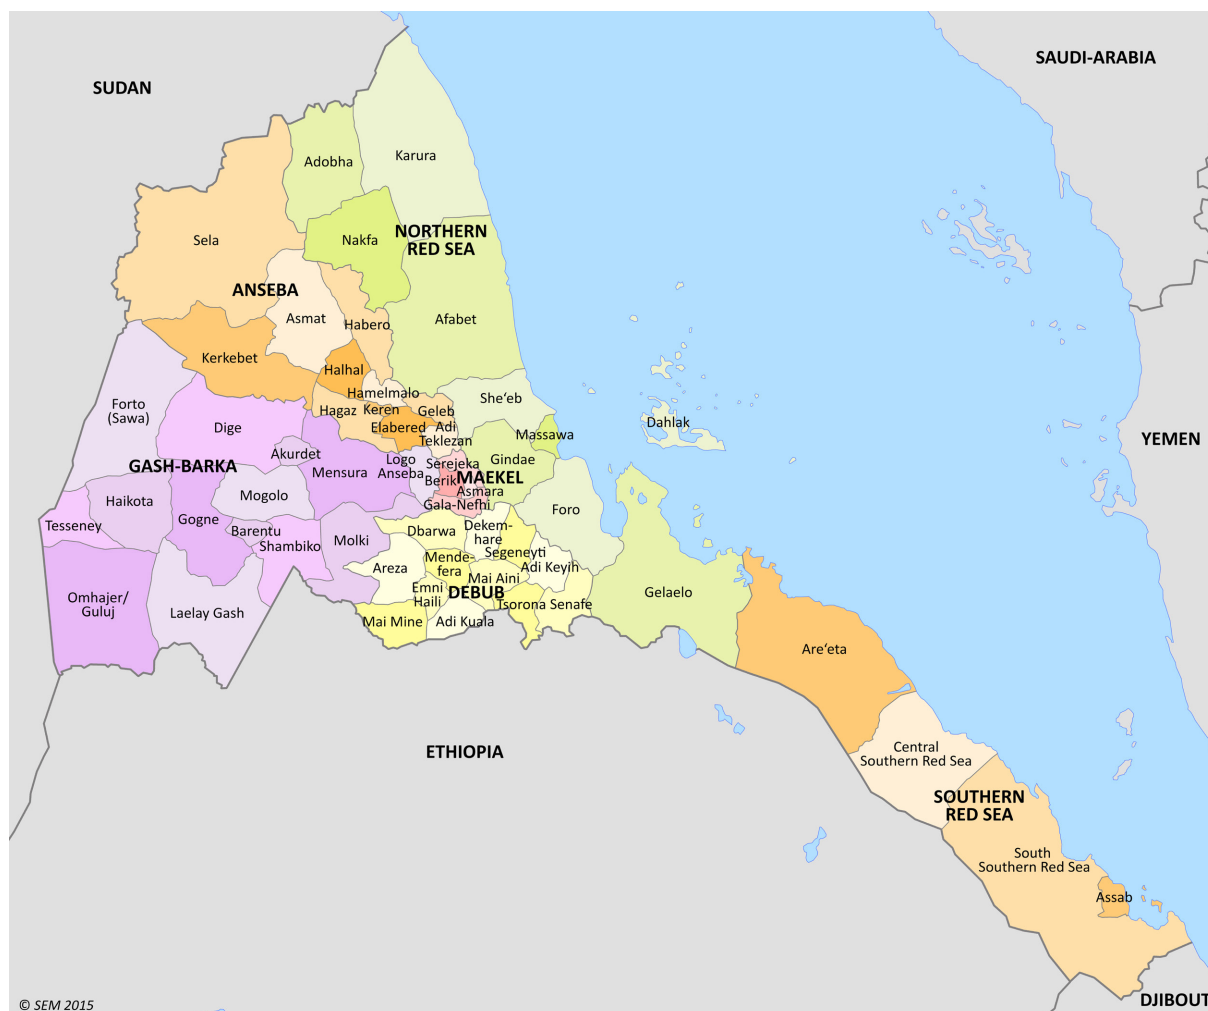 SUDAN
SAUDI-ARABIA
Adobha
Karura
Sela
Nakfa
NORTHERN
RED SEA
ANSEBA
Asmat
Habero
Afabet
Kerkebet
Halhal
Hamelmalo
She‘eb
Forto
(Sawa)
Hagaz
Keren
Geleb
Dahlak
Dige
Elabered
Adi
Teklezan
Massawa
YEMEN
Akurdet
GASH-BARKA
Mensura
Logo
Anseba
Serejeka
Gindae
MAEKEL
Berik
Asmara
Haikota
Mogolo
Gala-Nefhi
Foro
Tesseney
Gogne
Barentu
Shambiko
Molki
Dbarwa
Dekem-
hare
Segeneyti
Areza
Mende-
fera
Adi Keyih
Mai Aini
Omhajer/
Guluj
Laelay Gash
Emni
Haili
DEBUB
Tsorona
Senafe
Gelaelo
Mai Mine
Adi Kuala
Are‘eta
ETHIOPIA
Central
Southern Red Sea
SOUTHERN
RED SEA
South
Southern Red Sea
Assab
© SEM 2015
DJIBOUT